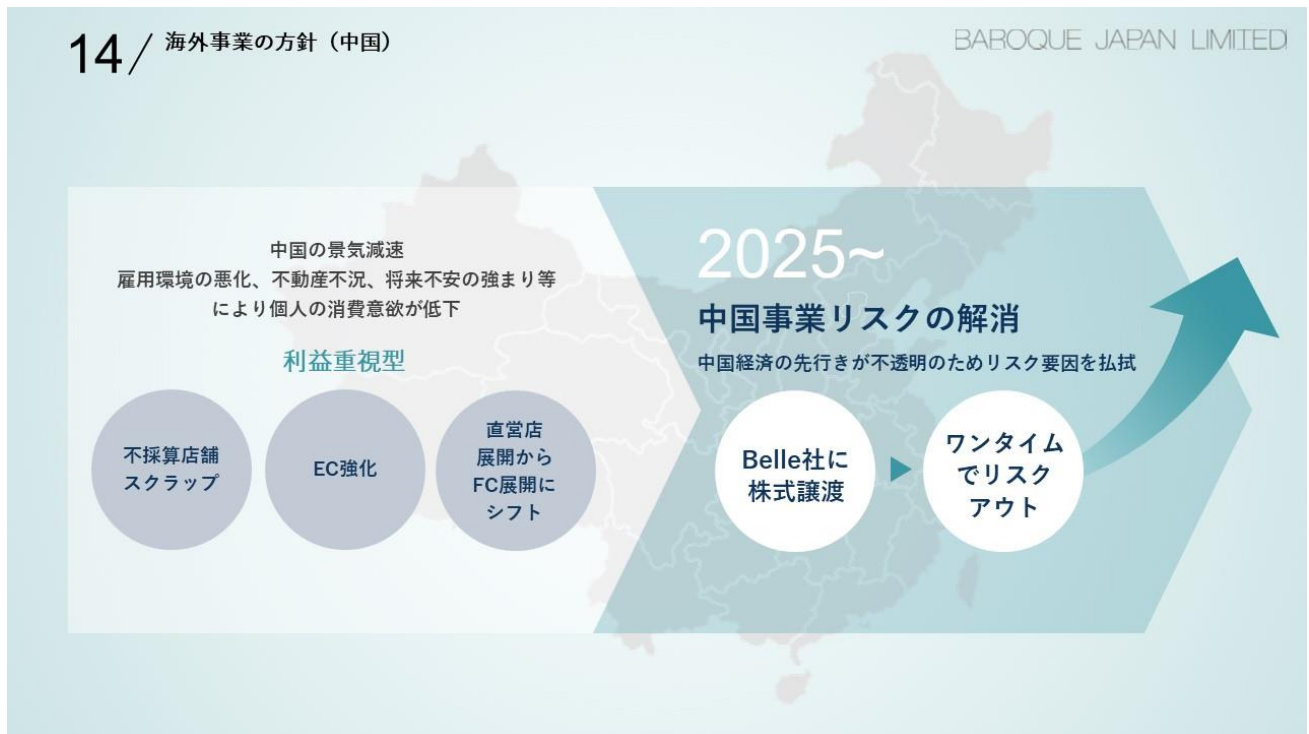 14/ 海外事業の方針（中国）
BAROQUE JAPAN LIMITED
中国の景気減速
雇用環境の悪化、不動産不況、将来不安の強まり等
により個人の消費意欲が低下
利益重視型
不採算店舗
スクラップ
EC強化
直営店
展開から
FC展開に
シフト
2025~
中国事業リスクの解消
中国経済の先行きが不透明のためリスク要因を払拭
Belle社に
株式譲渡
ワンタイム
でリスク
アウト